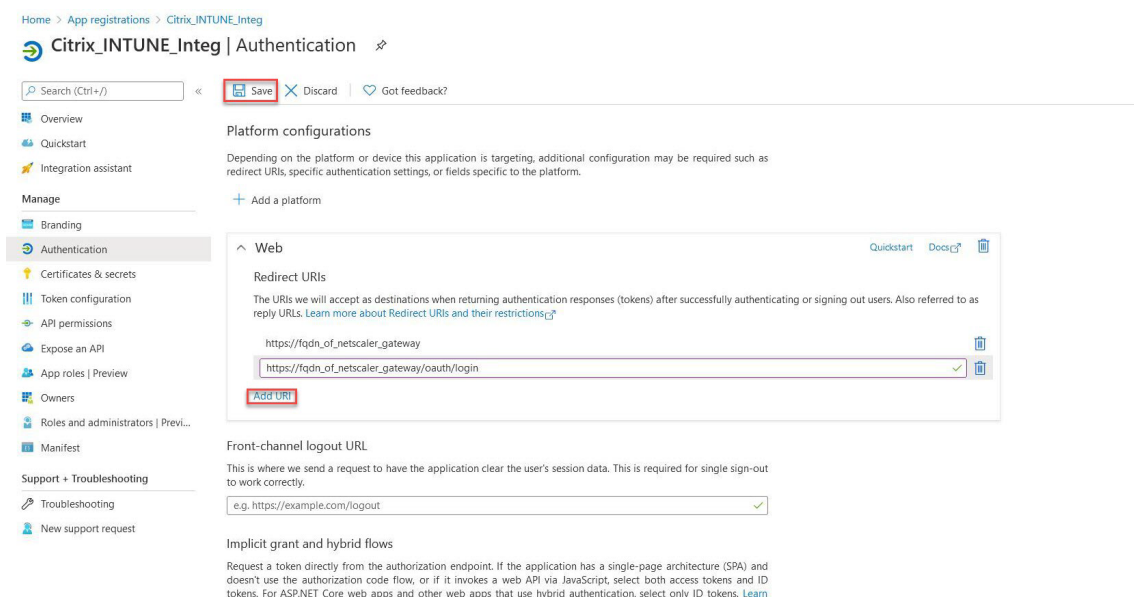 Home > App registrations > Citrix_INTUNE_Integ
Citrix_INTUNE_Integ | Authentication
Search (Ctrl+/)
«
Save
Discard
Got feedback?
Overview
Quickstart
Integration assistant
Manage
Branding
Authentication
Certificates & secrets
Token configuration
API permissions
Expose an API
App roles | Preview
Owners
Roles and administrators | Previ...
Manifest
Support + Troubleshooting
Troubleshooting
New support request
Platform configurations
Depending on the platform or device this application is targeting, additional configuration may be required such as
redirect URIs, specific authentication settings, or fields specific to the platform.
Add a platform
Web
Quickstart
Docs
Redirect URIs
The URIs we will accept as destinations when returning authentication responses (tokens) after successfully authenticating or signing out users. Also referred to as
reply URLs. Learn more about Redirect URIs and their restrictions
https://fqdn_of_netscaler_gateway
https://fqdn_of_netscaler_gateway/oauth/login
Add URI
Front-channel logout URL
This is where we send a request to have the application clear the user's session data. This is required for single sign-out
to work correctly.
e.g. https://example.com/logout
Implicit grant and hybrid flows
Request a token directly from the authorization endpoint. If the application has a single-page architecture (SPA) and
doesn't use the authorization code flow, or if it invokes a web API via JavaScript, select both access tokens and ID
tokens. For ASP.NET Core web apps and other web apps that use hybrid authentication, select only ID tokens. Learn